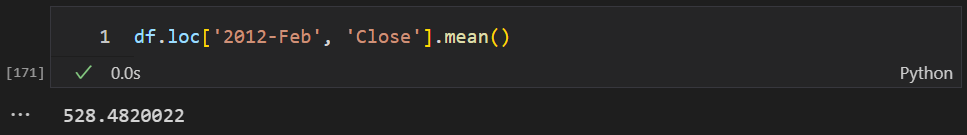 1 df.loc['2012-Feb', 'Close'].mean()
[171] ✓ 0.0s Python
... 528.4820022